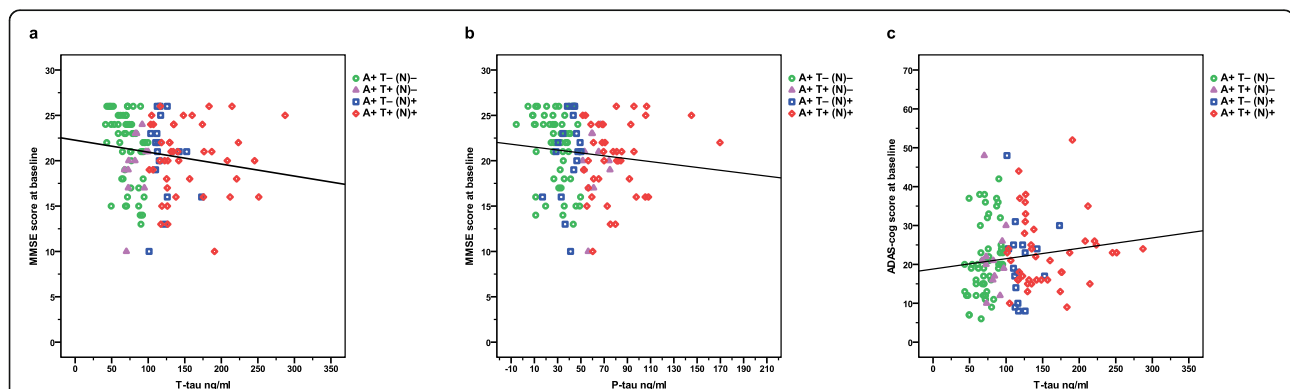 a
MMSE score at baseline
30
25
20
15
10
5
0
0 50 100 150 200 250 300 350
T-tau ng/ml
A+ T− (N)−
A+ T+ (N)−
A+ T− (N)+
A+ T+ (N)+
b
MMSE score at baseline
30
25
20
15
10
5
0
-10 10 30 50 70 90 110 130 150 170 190 210
P-tau ng/ml
A+ T− (N)−
A+ T+ (N)−
A+ T− (N)+
A+ T+ (N)+
c
ADAS-cog score at baseline
70
60
50
40
30
20
10
0
0 50 100 150 200 250 300 350
T-tau ng/ml
A+ T− (N)−
A+ T+ (N)−
A+ T− (N)+
A+ T+ (N)+